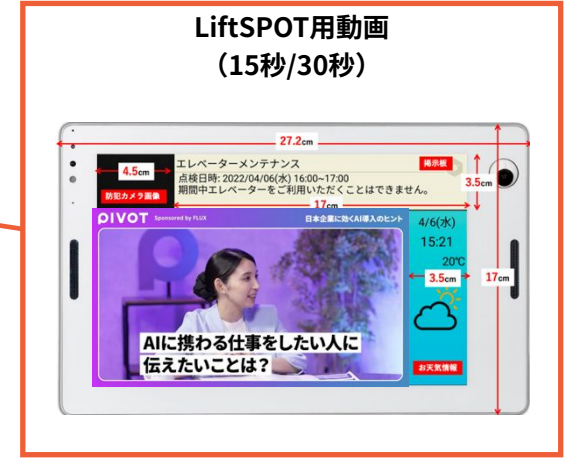 LiftSPOT用動画
（15秒/30秒）
27.2cm
4.5cm
防犯カメラ画像
エレベーターメンテナンス
掲示板
点検日時: 2022/04/06(水) 16:00~17:00
期間中エレベーターをご利用いただくことはできません。
3.5cm
17cm
PIVOT Sponsored by FLUX
日本企業に効くAI導入のヒント
4/6(水)
15:21
20℃
3.5cm
17cm
AIに携わる仕事をしたい人に
伝えたいことは？
お天気情報